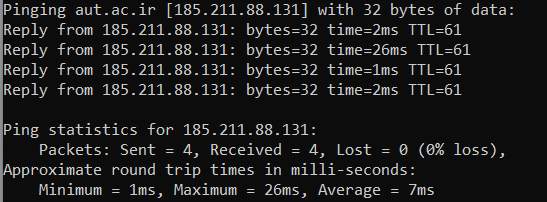 Pinging aut.ac.ir [185.211.88.131] with 32 bytes of data:
Reply from 185.211.88.131: bytes=32 time=2ms TTL=61
Reply from 185.211.88.131: bytes=32 time=26ms TTL=61
Reply from 185.211.88.131: bytes=32 time=1ms TTL=61
Reply from 185.211.88.131: bytes=32 time=2ms TTL=61

Ping statistics for 185.211.88.131:
    Packets: Sent = 4, Received = 4, Lost = 0 (0% loss),
Approximate round trip times in milli-seconds:
    Minimum = 1ms, Maximum = 26ms, Average = 7ms